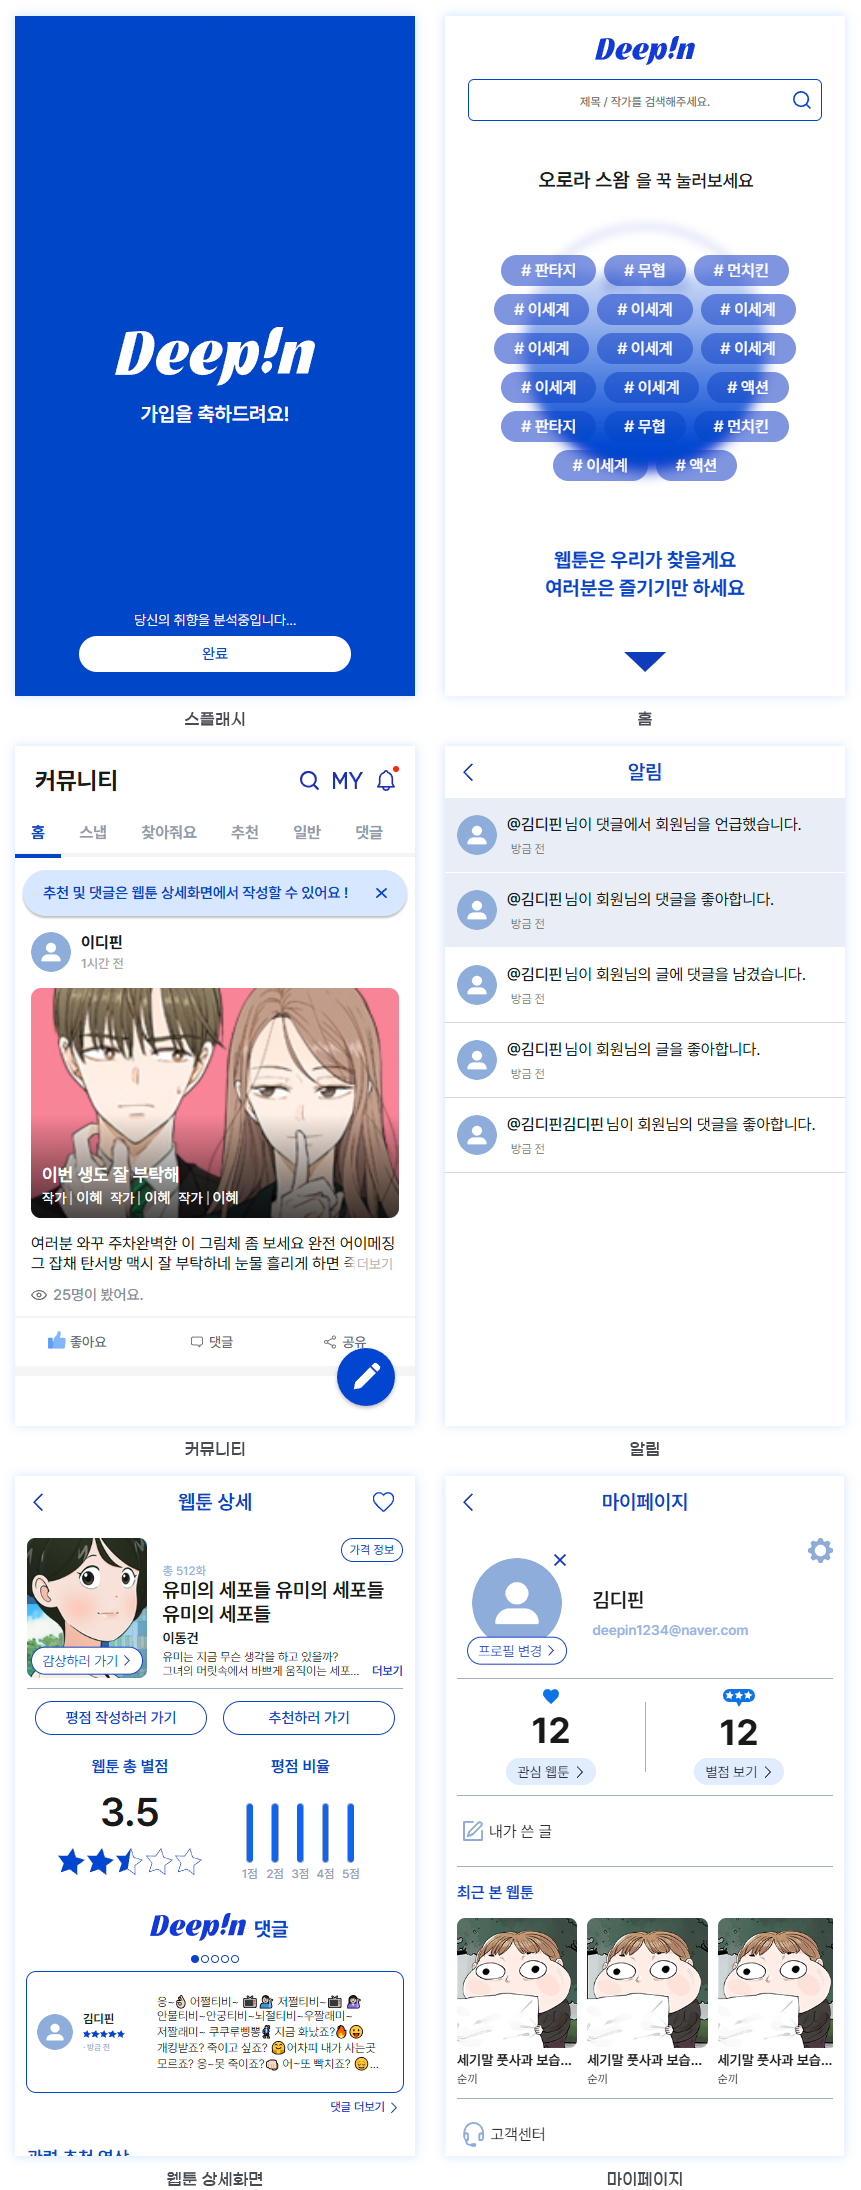 Deep!n
가입을 축하드려요!
당신의 취향을 분석중입니다...
완료
스플래시
Deep!n
제목 / 작가를 검색해주세요.
오로라 스왐 을 꾹 눌러보세요
# 판타지 # 무협 # 먼치킨
# 이세계 # 이세계 # 이세계
# 이세계 # 이세계 # 이세계
# 이세계 # 이세계 # 액션
# 판타지 # 무협 # 먼치킨
# 이세계 # 액션
웹툰은 우리가 찾을게요
여러분은 즐기기만 하세요
홈
커뮤니티 MY
홈 스냅 찾아줘요 추천 일반 댓글
추천 및 댓글은 웹툰 상세화면에서 작성할 수 있어요 !
이디핀
1시간 전
이번 생도 잘 부탁해
작가 | 이혜 작가 | 이혜 작가 | 이혜
여러분 와꾸 주차완벽한 이 그림체 좀 보세요 완전 어이메징
그 잡채 탄서방 맥시 잘 부탁하네 눈물 흘리게 하면 죽더보기
25명이 봤어요.
좋아요 댓글 공유
커뮤니티
알림
@김디핀님이 댓글에서 회원님을 언급했습니다.
방금 전
@김디핀님이 회원님의 댓글을 좋아합니다.
방금 전
@김디핀님이 회원님의 글에 댓글을 남겼습니다.
방금 전
@김디핀님이 회원님의 글을 좋아합니다.
방금 전
@김디핀김디핀님이 회원님의 댓글을 좋아합니다.
방금 전
알림
웹툰 상세
가격 정보
총 512화
유미의 세포들 유미의 세포들
유미의 세포들
이동건
유미는 지금 무슨 생각을 하고 있을까?
그녀의 머릿속에서 바쁘게 움직이는 세포... 더보기
감상하러 가기
평점 작성하러 가기 추천하러 가기
웹툰 총 별점 평점 비율
3.5
1점 2점 3점 4점 5점
Deep!n 댓글
김디핀
· 방금 전
응~👌🏻 어쩔티비~ 📺🤷🏻‍♀️ 저쩔티비~📺 🤷🏻‍♀️
안물티비~안궁티비~뇌절티비~우짤래미~
저짤래미~ 쿠쿠루삥뽕 지금 화났죠?🔥😛
개킹받죠? 죽이고 싶죠? 🤗어차피 내가 사는곳
모르죠? 응~못 죽이죠?👊🏻 어~또 빡치죠? 😑...
댓글 더보기
관련 추천 영상
웹툰 상세화면
마이페이지
김디핀
deepin1234@naver.com
프로필 변경
12 12
관심 웹툰 별점 보기
내가 쓴 글
최근 본 웹툰
세기말 풋사과 보습... 세기말 풋사과 보습... 세기말 풋사과 보습...
순끼 순끼 순끼
고객센터
마이페이지